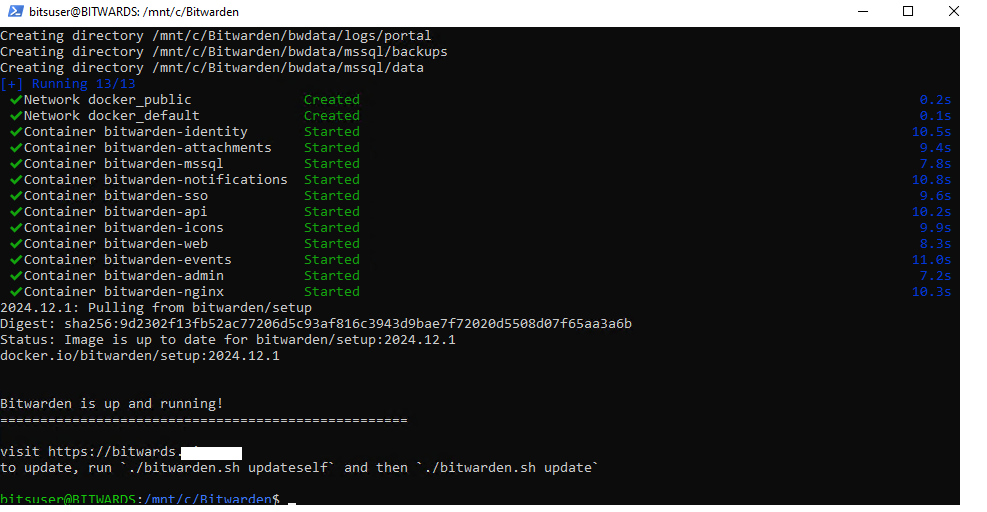 bitsuser@BITWARDS: /mnt/c/Bitwarden
Creating directory /mnt/c/Bitwarden/bwdata/logs/portal
Creating directory /mnt/c/Bitwarden/bwdata/mssql/backups
Creating directory /mnt/c/Bitwarden/bwdata/mssql/data
[+] Running 13/13
✔Network docker_public Created 0.2s
✔Network docker_default Created 0.1s
✔Container bitwarden-identity Started 10.5s
✔Container bitwarden-attachments Started 9.4s
✔Container bitwarden-mssql Started 7.8s
✔Container bitwarden-notifications Started 10.8s
✔Container bitwarden-sso Started 9.6s
✔Container bitwarden-api Started 10.2s
✔Container bitwarden-icons Started 9.9s
✔Container bitwarden-web Started 8.3s
✔Container bitwarden-events Started 11.0s
✔Container bitwarden-admin Started 7.2s
✔Container bitwarden-nginx Started 10.3s
2024.12.1: Pulling from bitwarden/setup
Digest: sha256:9d2302f13fb52ac77206d5c93af816c3943d9bae7f72020d5508d07f65aa3a6b
Status: Image is up to date for bitwarden/setup:2024.12.1
docker.io/bitwarden/setup:2024.12.1
Bitwarden is up and running!
===================================================
visit https://bitwards.
to update, run `./bitwarden.sh updateself` and then `./bitwarden.sh update`
bitsuser@BITWARDS:/mnt/c/Bitwarden$ _